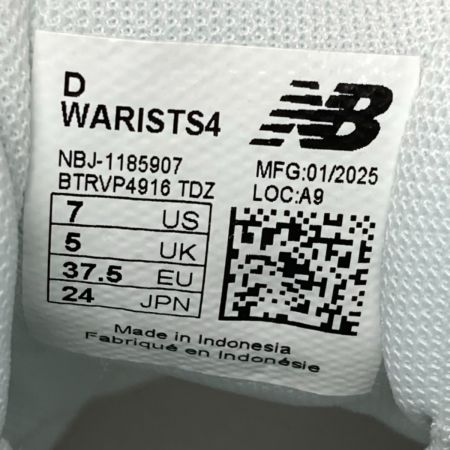 D
WARISTS4
NB
NBJ-1185907
BTRVP4916 TDZ
MFG:01/2025
LOC:A9
7 US
5 UK
37.5 EU
24 JPN
Made in Indonesia
Fabriqué en Indonésie